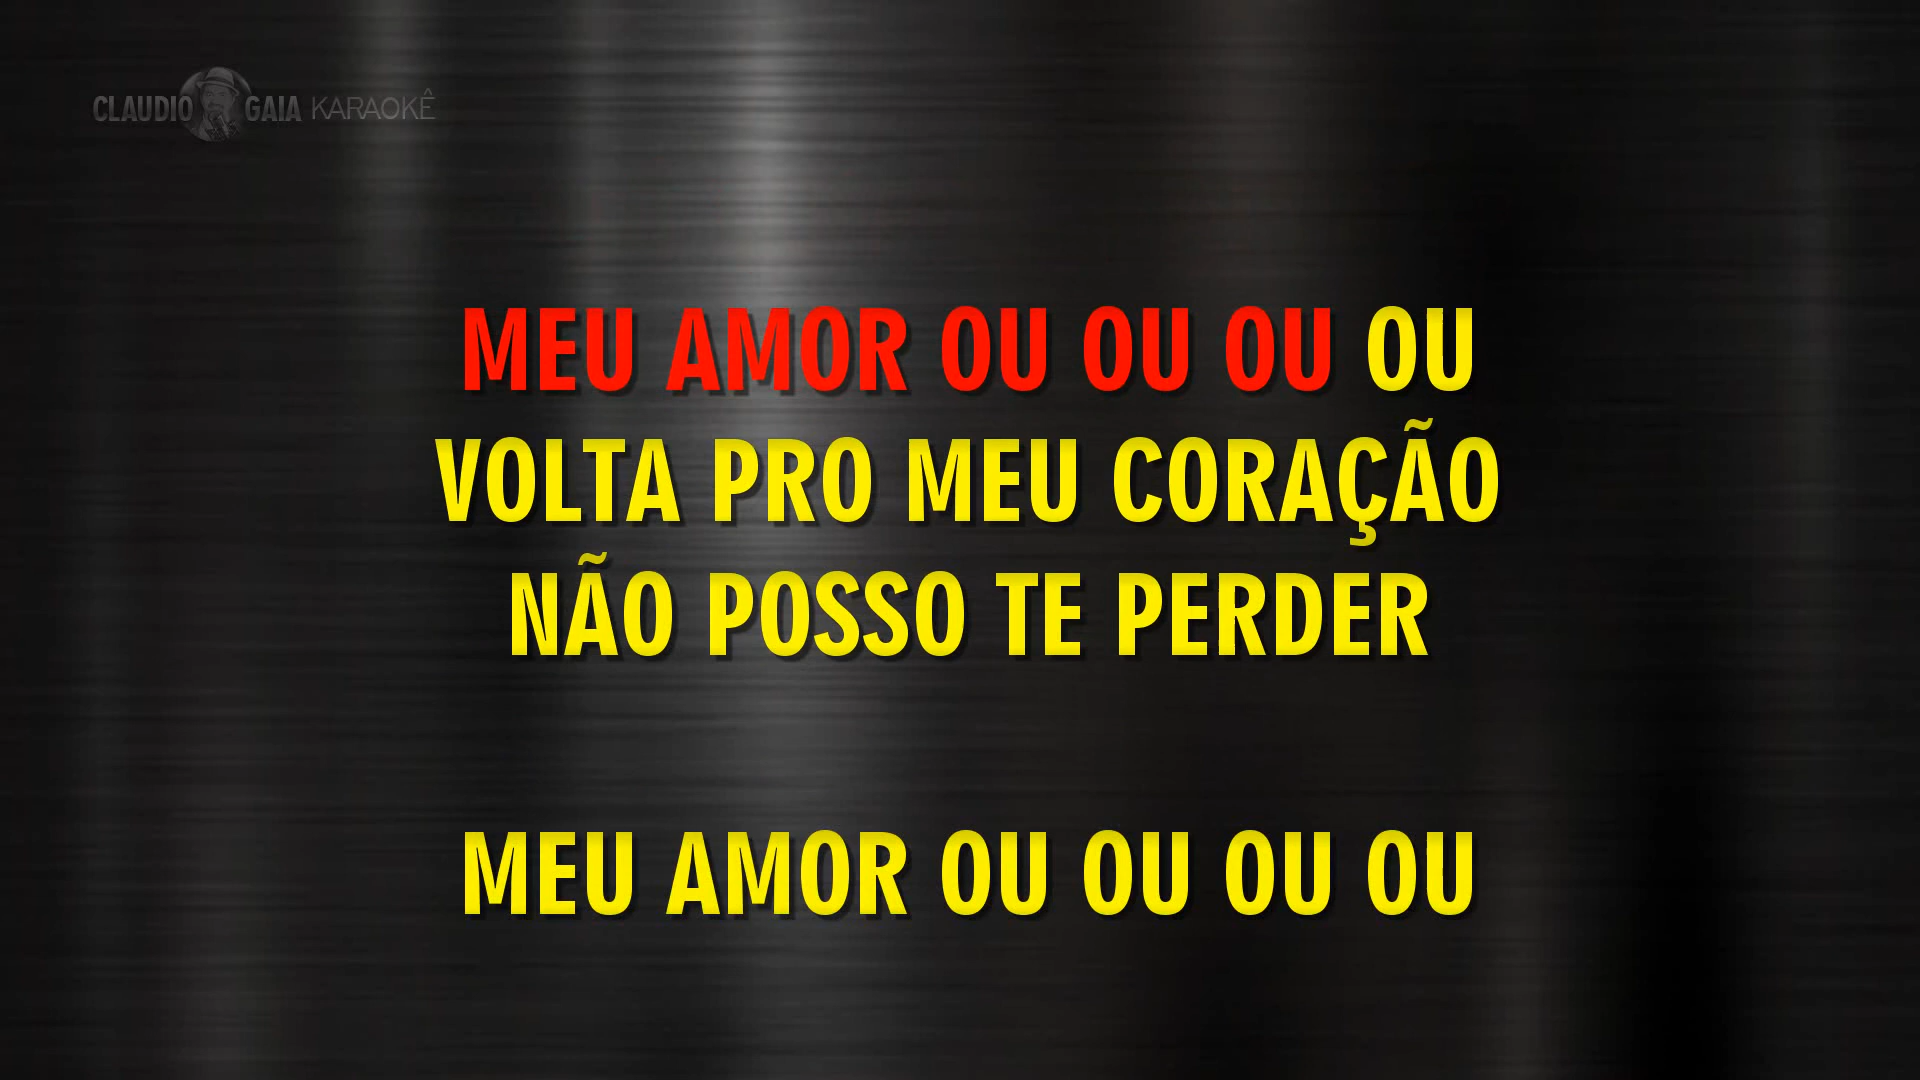 CLAUDIO GAIA KARAOKÊ
MEU AMOR OU OU OU OU
VOLTA PRO MEU CORAÇÃO
NÃO POSSO TE PERDER
MEU AMOR OU OU OU OU